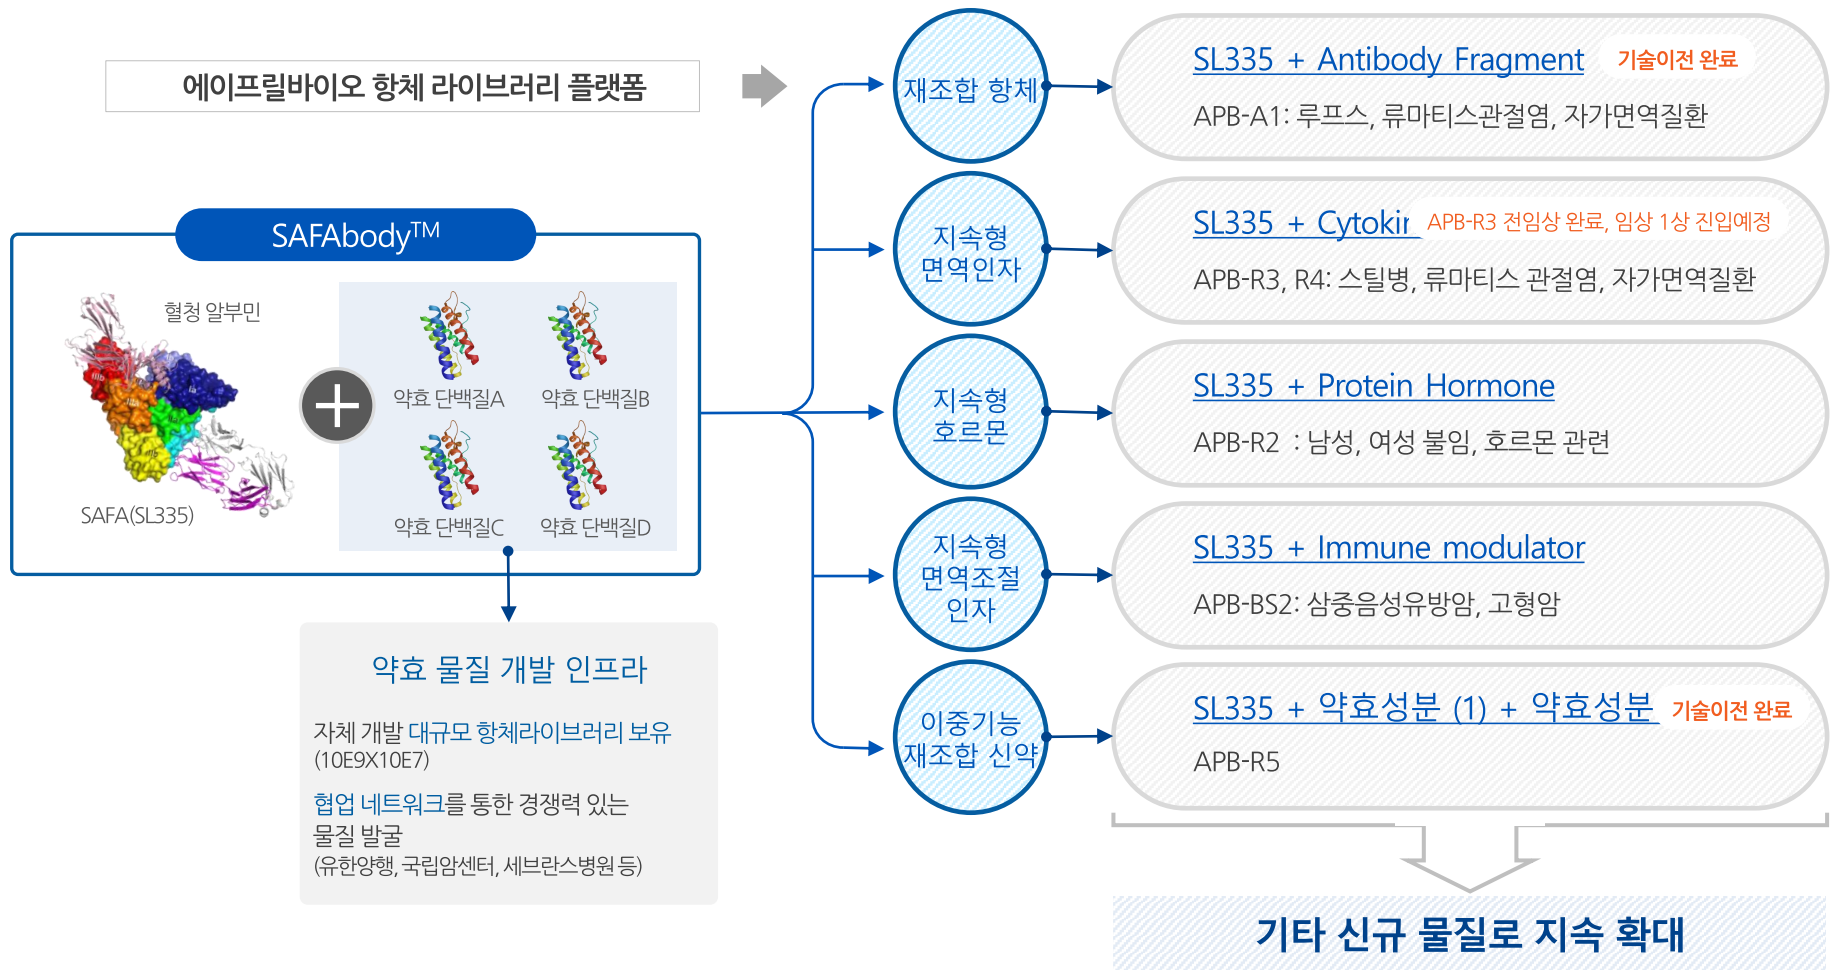 에이프릴바이오 항체 라이브러리 플랫폼
SAFAbody™
혈청 알부민
SAFA(SL335)
약효 단백질A
약효 단백질B
약효 단백질C
약효 단백질D
약효 물질 개발 인프라
자체 개발 대규모 항체라이브러리 보유
(10E9X10E7)
협업 네트워크를 통한 경쟁력 있는
물질 발굴
(유한양행, 국립암센터, 세브란스병원 등)
재조합 항체
SL335 + Antibody Fragment
기술이전 완료
APB-A1: 루프스, 류마티스관절염, 자가면역질환
지속형
면역인자
SL335 + Cytokin
APB-R3 전임상 완료, 임상 1상 진입예정
APB-R3, R4: 스틸병, 류마티스 관절염, 자가면역질환
지속형
호르몬
SL335 + Protein Hormone
APB-R2 : 남성, 여성 불임, 호르몬 관련
지속형
면역조절
인자
SL335 + Immune modulator
APB-BS2: 삼중음성유방암, 고형암
이중기능
재조합 신약
SL335 + 약효성분 (1) + 약효성분
기술이전 완료
APB-R5
기타 신규 물질로 지속 확대